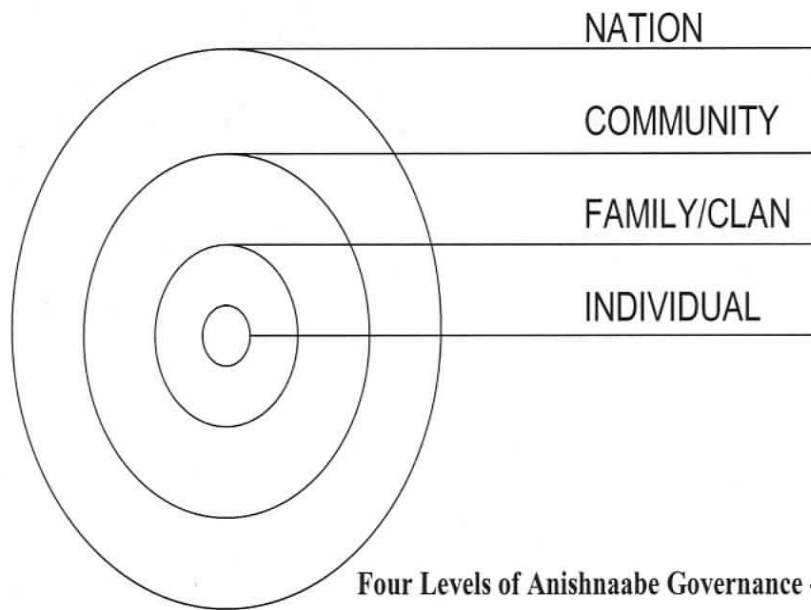 NATION
COMMUNITY
FAMILY/CLAN
INDIVIDUAL
Four Levels of Anishnaabe Governance -